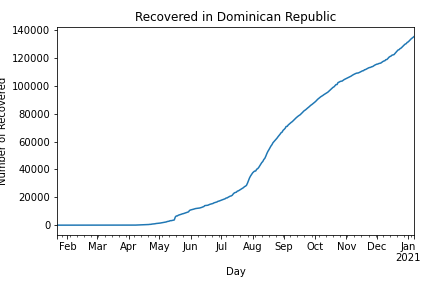 Recovered in Dominican Republic
140000
120000
100000
80000
60000
40000
20000
0
Number of Recovered
Feb Mar Apr May Jun Jul Aug Sep Oct Nov Dec Jan
2021
Day